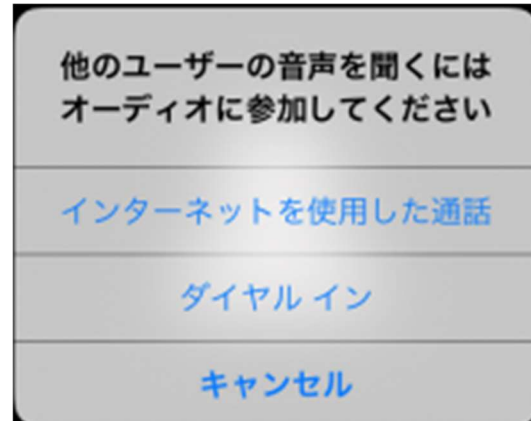 他のユーザーの音声を聞くには
オーディオに参加してください
インターネットを使用した通話
ダイヤル イン
キャンセル